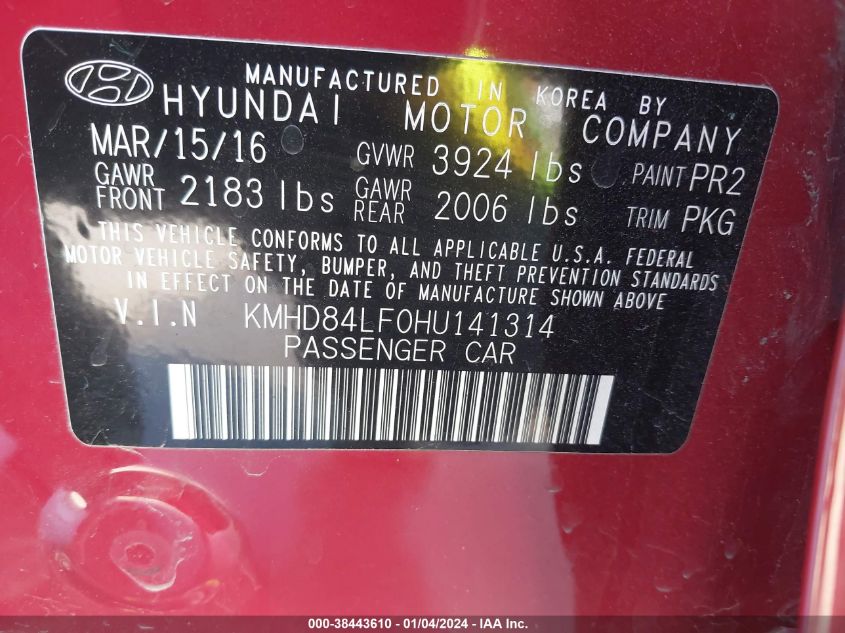 MANUFACTURED IN KOREA BY
HYUNDAI MOTOR COMPANY
MAR/15/16 GVWR 3924 lbs PAINT PR2
GAWR FRONT 2183 lbs GAWR REAR 2006 lbs TRIM PKG
THIS VEHICLE CONFORMS TO ALL APPLICABLE U.S.A. FEDERAL
MOTOR VEHICLE SAFETY, BUMPER, AND THEFT PREVENTION STANDARDS
IN EFFECT ON THE DATE OF MANUFACTURE SHOWN ABOVE
V.I.N KMHD84LF0HU141314
PASSENGER CAR
000-38443610 - 01/04/2024 - IAA Inc.